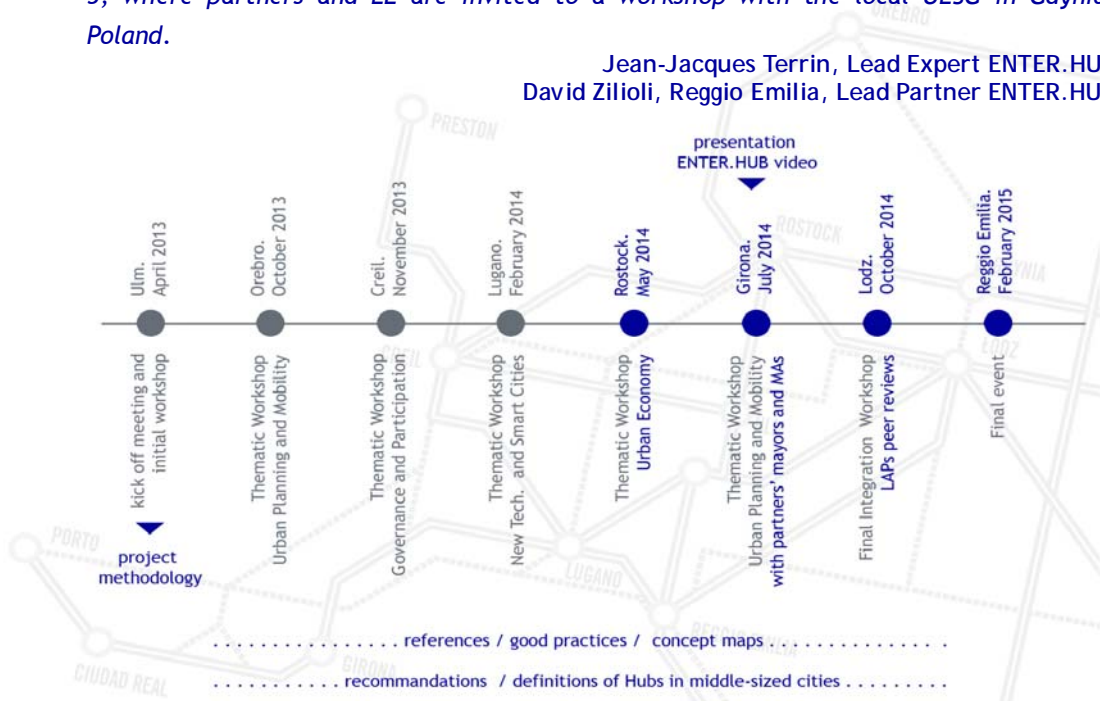 Poland.
Jean-Jacques Terrin, Lead Expert ENTER.HU
David Zilioli, Reggio Emilia, Lead Partner ENTER.HU
PRESTON
presentation
ENTER.HUB video
ROSTOCK
Ulm.
April 2013
Orebro.
October 2013
Creil.
November 2013
Lugano.
February 2014
Rostock.
May 2014
Girona.
July 2014
Lodz.
October 2014
Reggio Emilia.
February 2015
kick off meeting and
initial workshop
Thematic Workshop
Urban Planning and Mobility
Thematic Workshop
Governance and Participation
Thematic Workshop
New Tech. and Smart Cities
Thematic Workshop
Urban Economy
Thematic Workshop
Urban Planning and Mobility
with partners' mayors and MAs
Final Integration Workshop
LAPs peer reviews
Final event
LODZ
PORTO
project
methodology
LUGANO
. . . . . . . . . . . . . . . . references / good practices / concept maps . . . . . . . . . . . . . . .
CIUDAD REAL
GIRONA
. . . . . . . . . . . recommandations / definitions of Hubs in middle-sized cities . . . . . . . . .